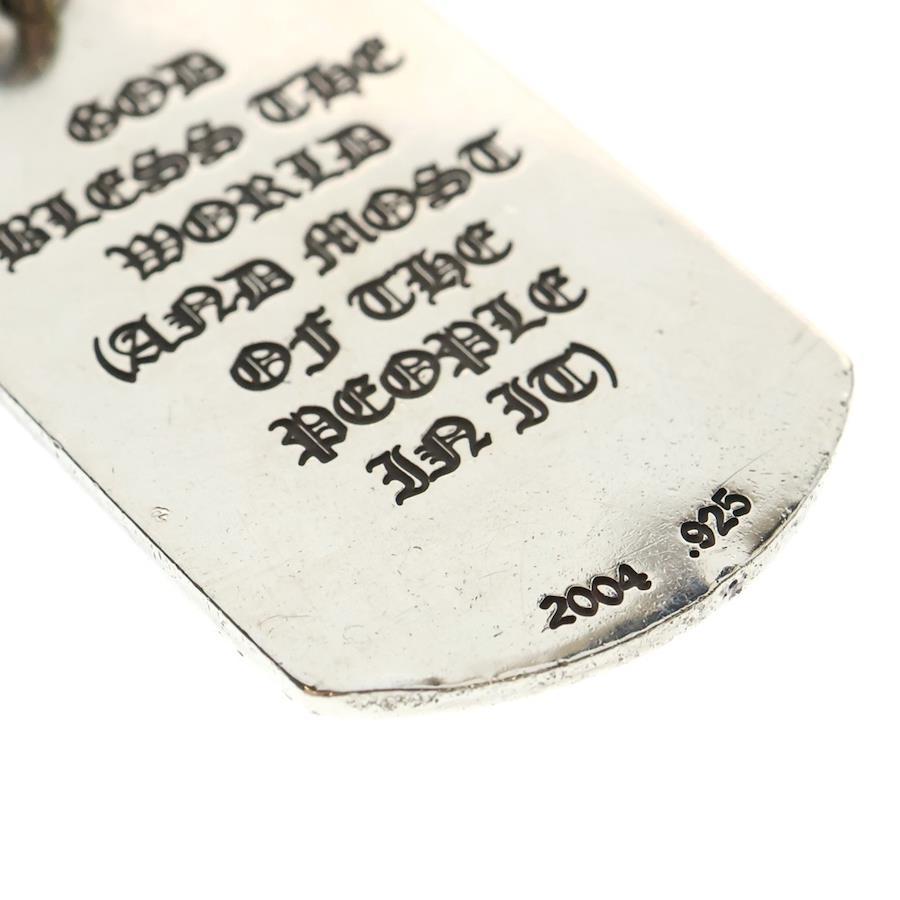 GOD
BLESS THE
WORLD
(AND MOST
OF THE
PEOPLE
IN IT)
2004 .925